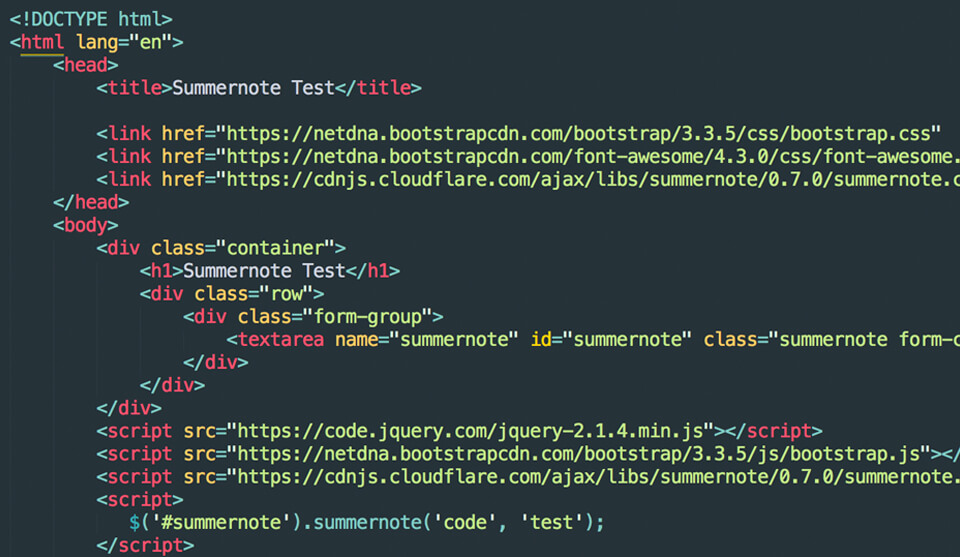 <!DOCTYPE html>
<html lang="en">
<head>
<title>Summernote Test</title>
<link href="https://netdna.bootstrapcdn.com/bootstrap/3.3.5/css/bootstrap.css"
<link href="https://netdna.bootstrapcdn.com/font-awesome/4.3.0/css/font-awesome.
<link href="https://cdnjs.cloudflare.com/ajax/libs/summernote/0.7.0/summernote.c
</head>
<body>
<div class="container">
<h1>Summernote Test</h1>
<div class="row">
<div class="form-group">
<textarea name="summernote" id="summernote" class="summernote form-c
</div>
</div>
</div>
<script src="https://code.jquery.com/jquery-2.1.4.min.js"></script>
<script src="https://netdna.bootstrapcdn.com/bootstrap/3.3.5/js/bootstrap.js"></
<script src="https://cdnjs.cloudflare.com/ajax/libs/summernote/0.7.0/summernote.
<script>
$('#summernote').summernote('code', 'test');
</script>